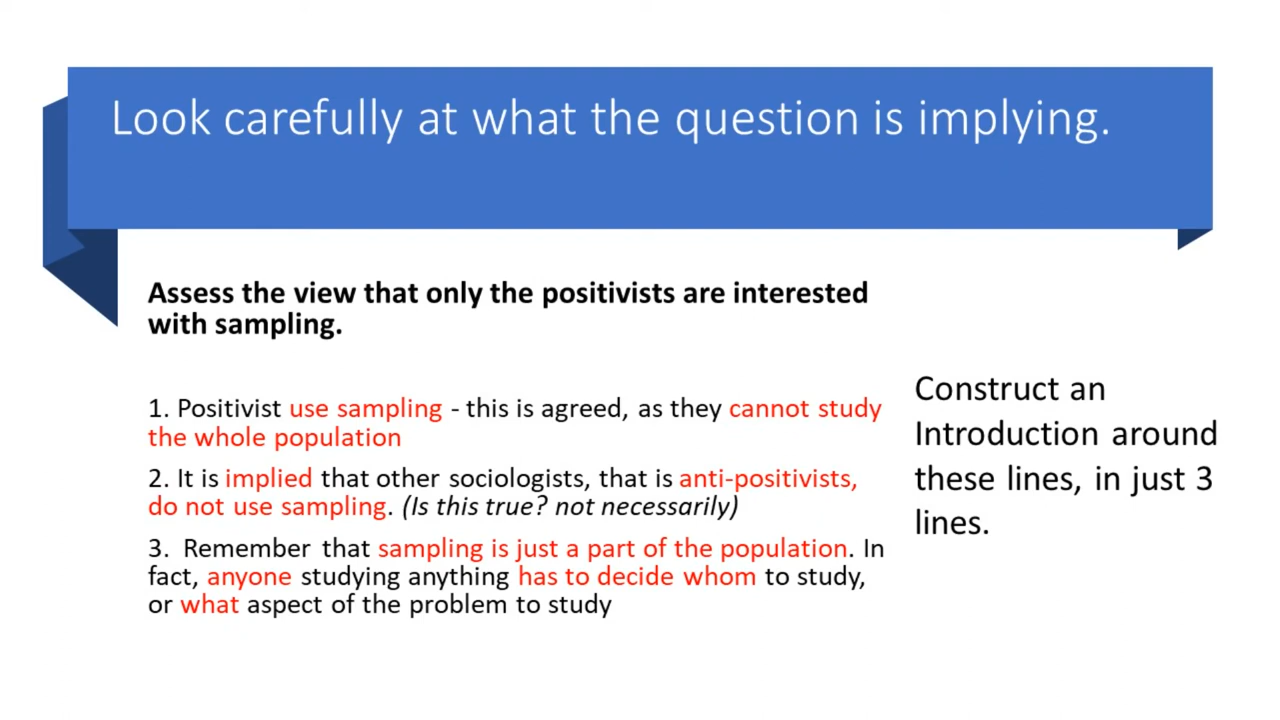 Look carefully at what the question is implying.
Assess the view that only the positivists are interested
with sampling.
1. Positivist use sampling - this is agreed, as they cannot study
the whole population
2. It is implied that other sociologists, that is anti-positivists,
do not use sampling. (Is this true? not necessarily)
3. Remember that sampling is just a part of the population. In
fact, anyone studying anything has to decide whom to study,
or what aspect of the problem to study
Construct an
Introduction around
these lines, in just 3
lines.